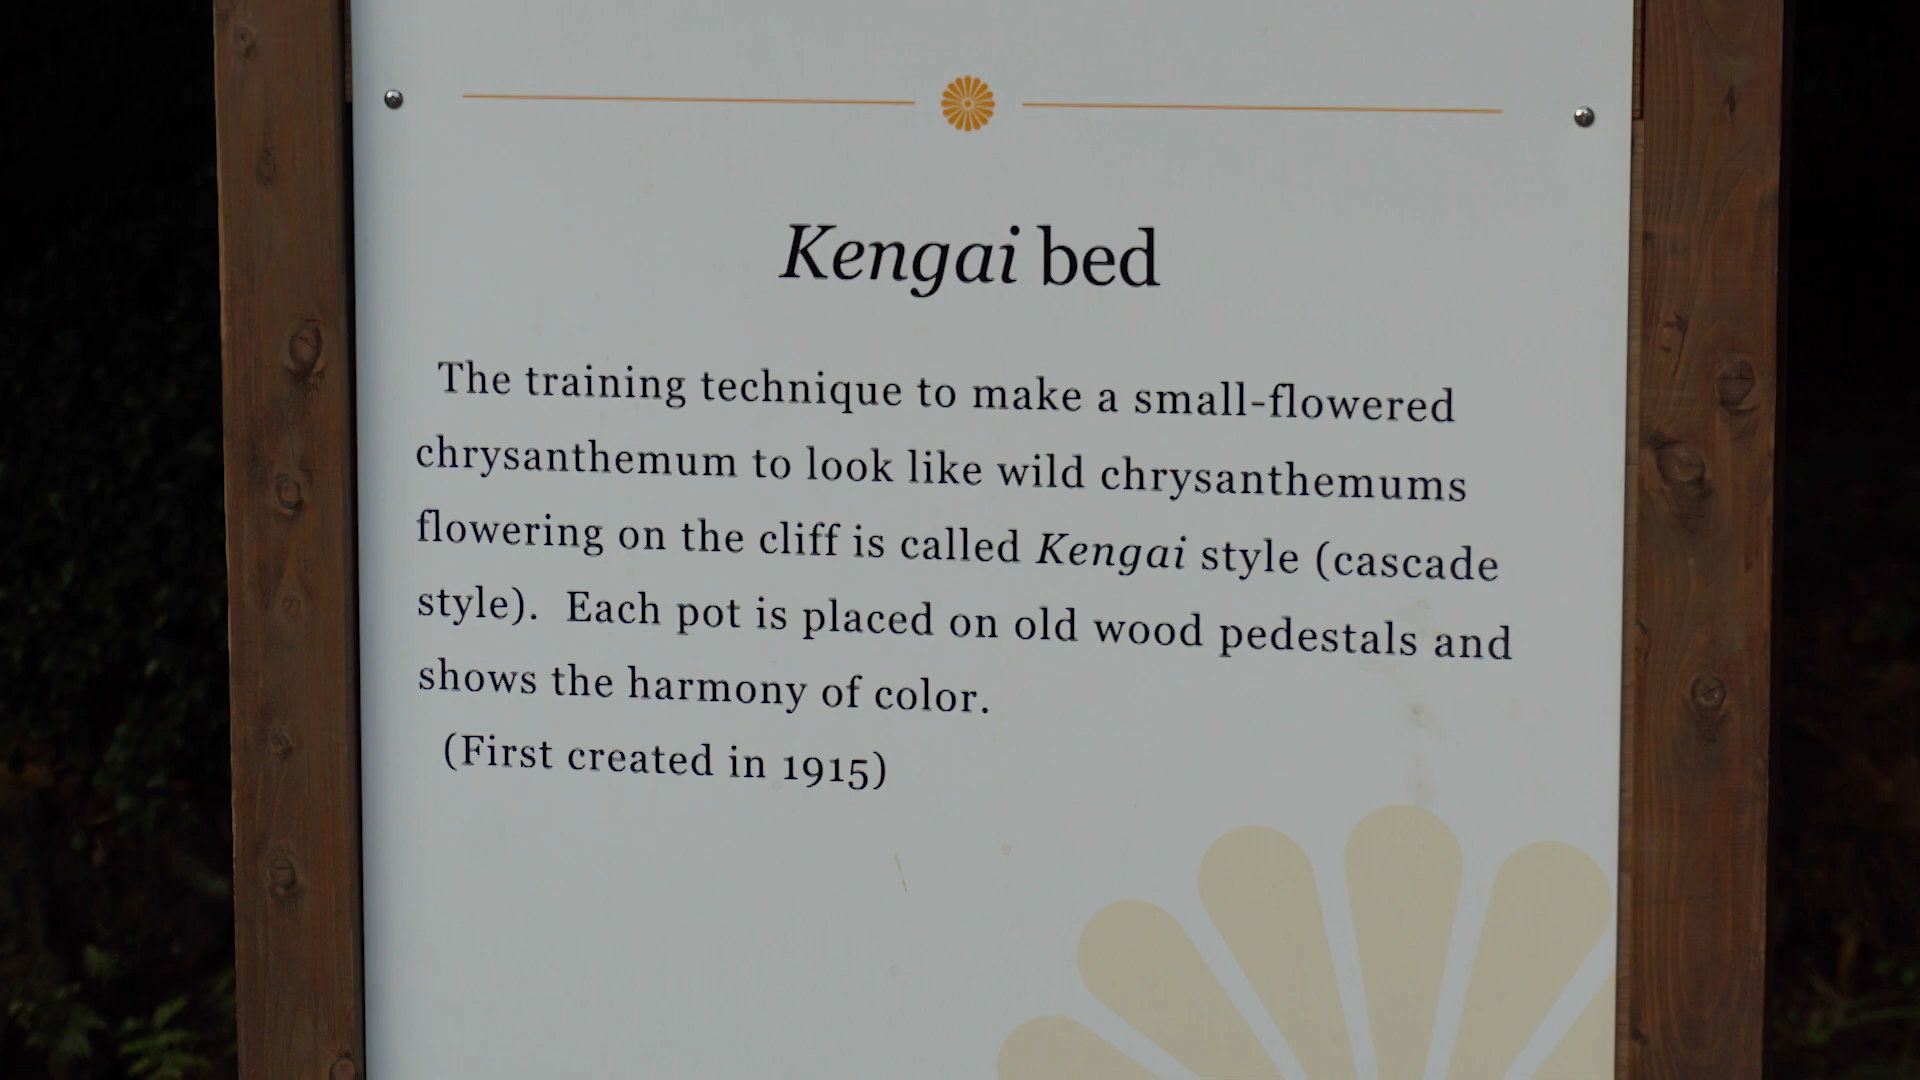 Kengai bed
The training technique to make a small-flowered
chrysanthemum to look like wild chrysanthemums
flowering on the cliff is called Kengai style (cascade
style).  Each pot is placed on old wood pedestals and
shows the harmony of color.
(First created in 1915)